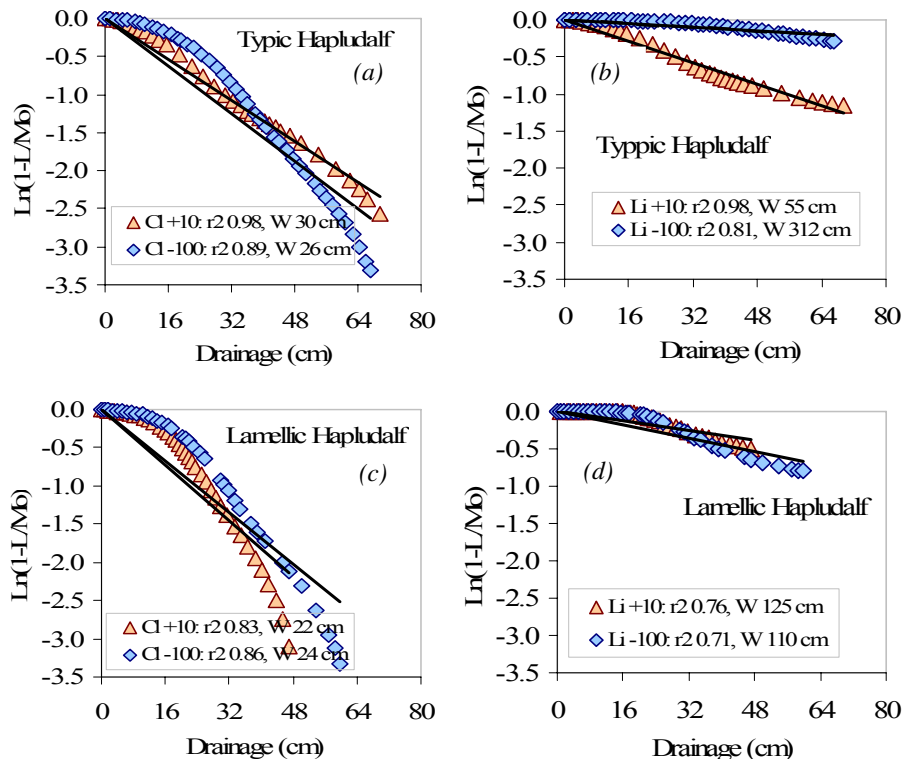 Ln(1-L/Mo)
0.0
-0.5
-1.0
-1.5
-2.0
-2.5
-3.0
-3.5
Typic Hapludalf
(a)
Cl +10: r2 0.98, W 30 cm
Cl -100: r2 0.89, W 26 cm
0 16 32 48 64 80
Drainage (cm)
Ln(1-L/Mo)
0.0
-0.5
-1.0
-1.5
-2.0
-2.5
-3.0
-3.5
(b)
Typpic Hapludalf
Li +10: r2 0.98, W 55 cm
Li -100: r2 0.81, W 312 cm
0 16 32 48 64 80
Drainage (cm)
Ln(1-L/Mo)
0.0
-0.5
-1.0
-1.5
-2.0
-2.5
-3.0
-3.5
Lamellic Hapludalf
(c)
Cl +10: r2 0.83, W 22 cm
Cl -100: r2 0.86, W 24 cm
0 16 32 48 64 80
Drainage (cm)
Ln(1-L/Mo)
0.0
-0.5
-1.0
-1.5
-2.0
-2.5
-3.0
-3.5
(d)
Lamellic Hapludalf
Li +10: r2 0.76, W 125 cm
Li -100: r2 0.71, W 110 cm
0 16 32 48 64 80
Drainage (cm)